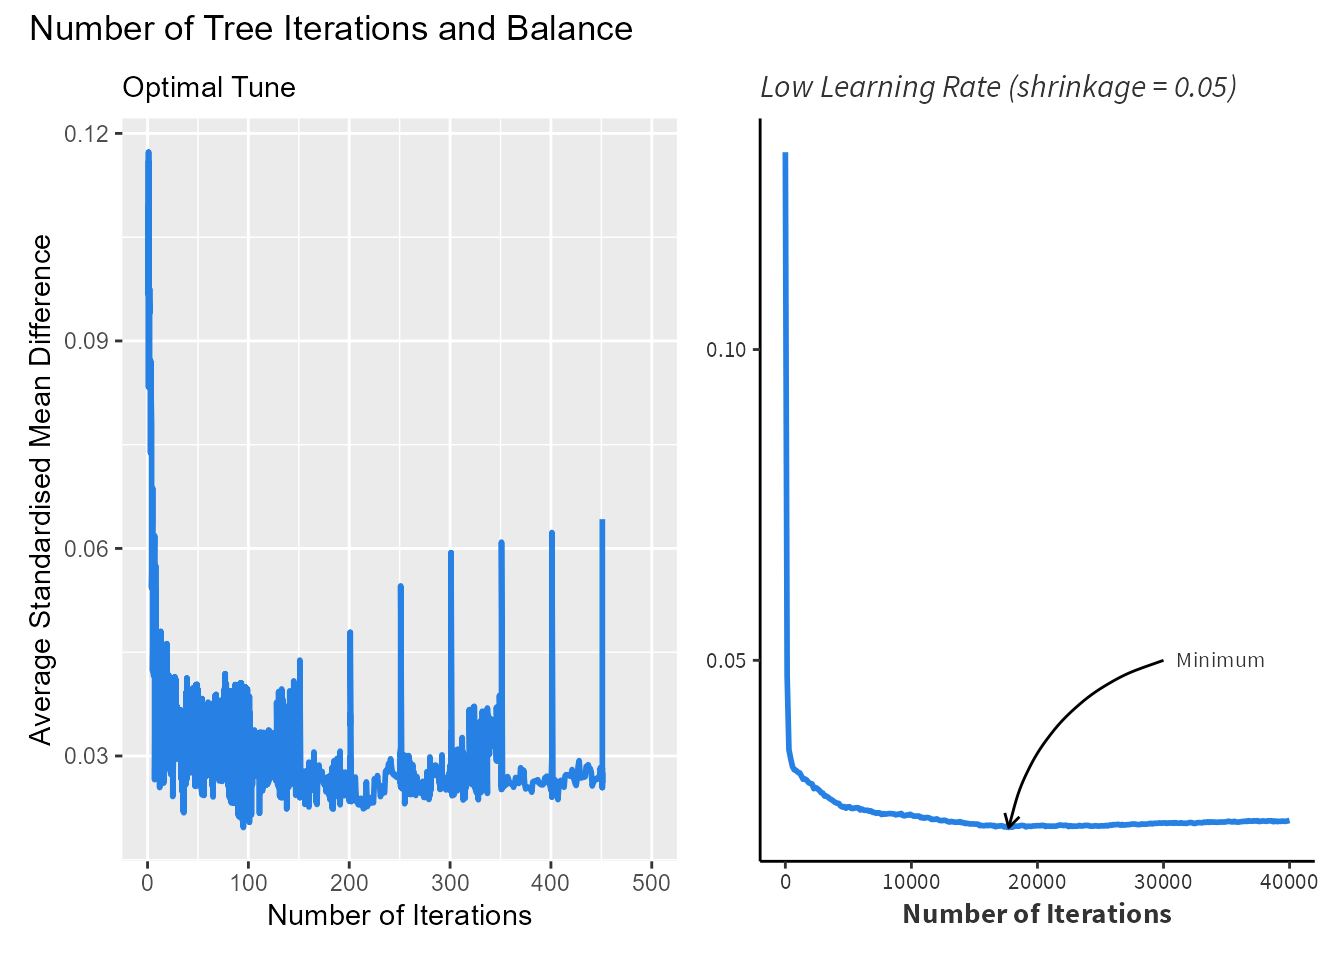 Number of Tree Iterations and Balance
Optimal Tune
Average Standardised Mean Difference
0.12
0.09
0.06
0.03
0
100
200
300
400
500
Number of Iterations
Low Learning Rate (shrinkage = 0.05)
0.10
0.05
Minimum
0
10000
20000
30000
40000
Number of Iterations